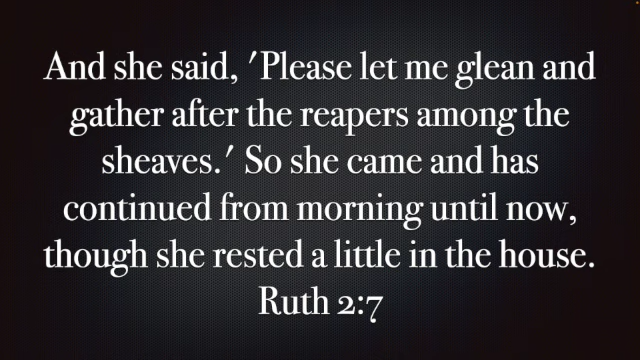 And she said, 'Please let me glean and
gather after the reapers among the
sheaves.' So she came and has
continued from morning until now,
though she rested a little in the house.
Ruth 2:7